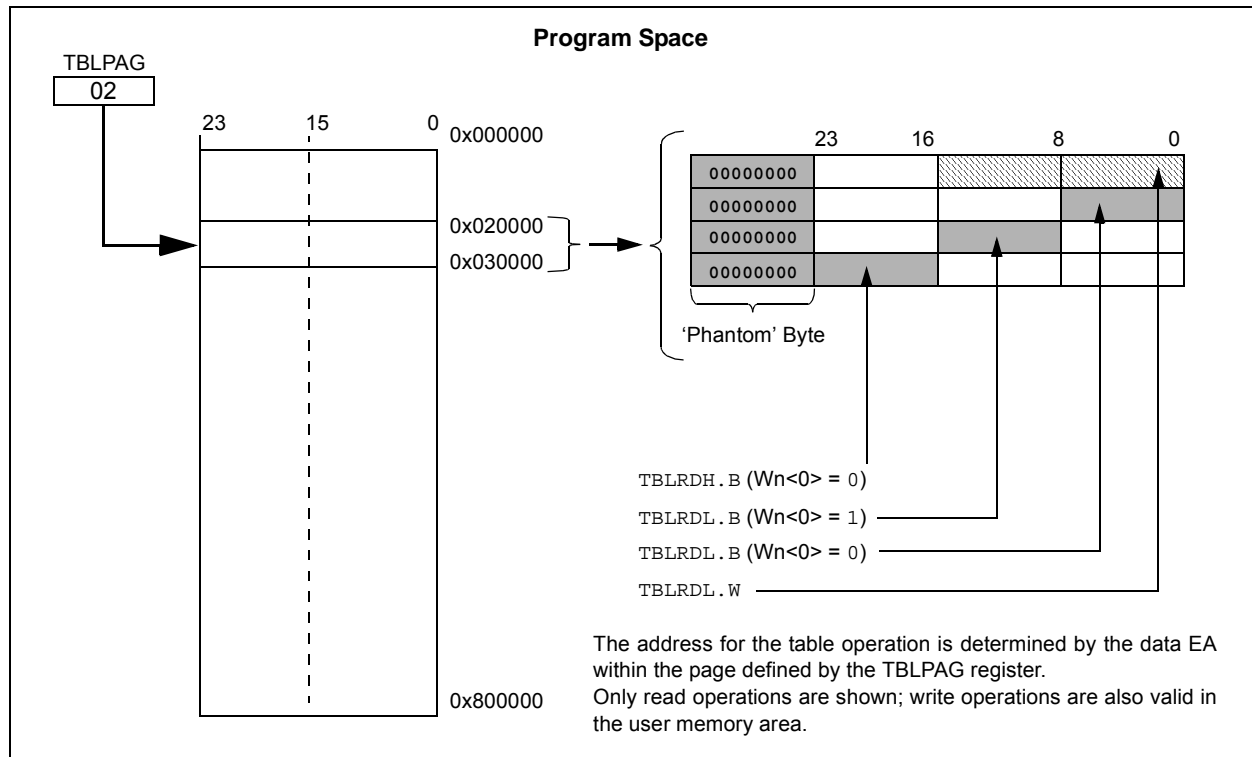 Program Space
TBLPAG
02
23 15 0
0x000000
0x020000
0x030000
0x800000
23 16 8 0
00000000
00000000
00000000
00000000
‘Phantom’ Byte
TBLRDH.B (Wn<0> = 0)
TBLRDL.B (Wn<0> = 1)
TBLRDL.B (Wn<0> = 0)
TBLRDL.W
The address for the table operation is determined by the data EA
within the page defined by the TBLPAG register.
Only read operations are shown; write operations are also valid in
the user memory area.